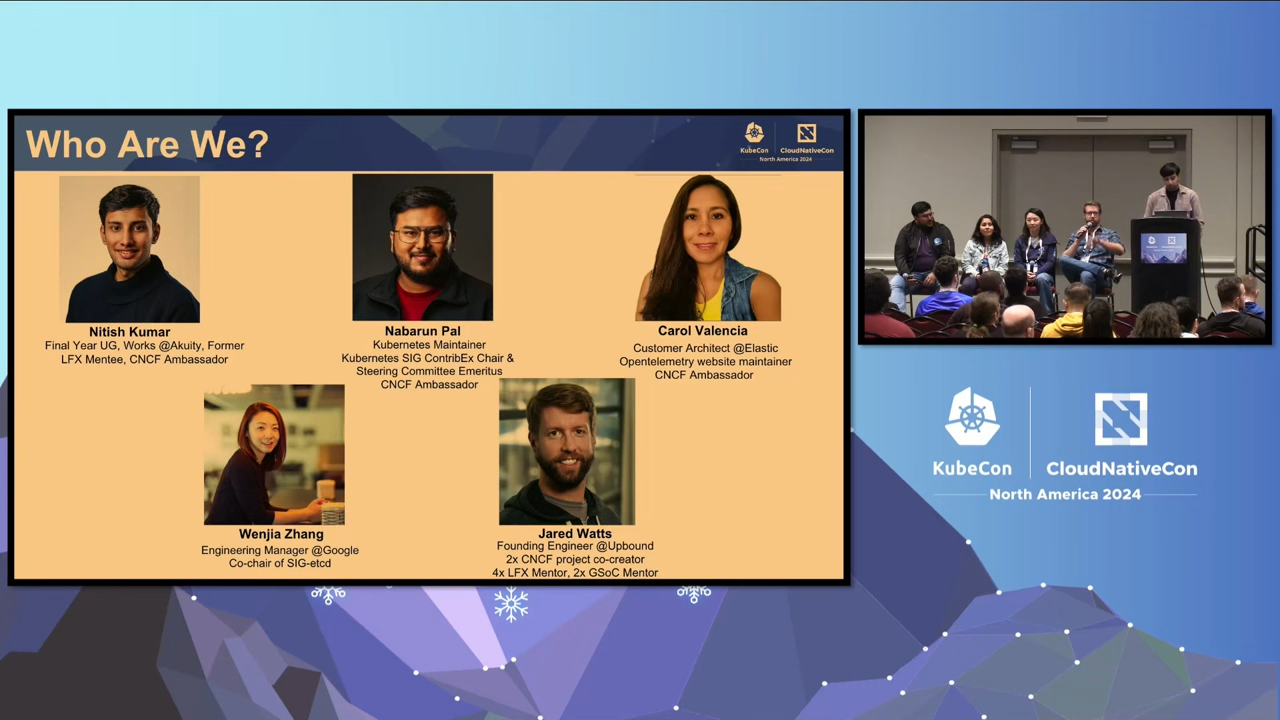 Who Are We?
KubeCon
CloudNativeCon
North America 2024
Nitish Kumar
Final Year UG, Works @Akuity, Former
LFX Mentee, CNCF Ambassador
Nabarun Pal
Kubernetes Maintainer
Kubernetes SIG ContribEx Chair &
Steering Committee Emeritus
CNCF Ambassador
Carol Valencia
Customer Architect @Elastic
Opentelemetry website maintainer
CNCF Ambassador
Wenjia Zhang
Engineering Manager @Google
Co-chair of SIG-etcd
Jared Watts
Founding Engineer @Upbound
2x CNCF project co-creator
4x LFX Mentor, 2x GSoC Mentor
KubeCon
CloudNativeCon
North America 2024